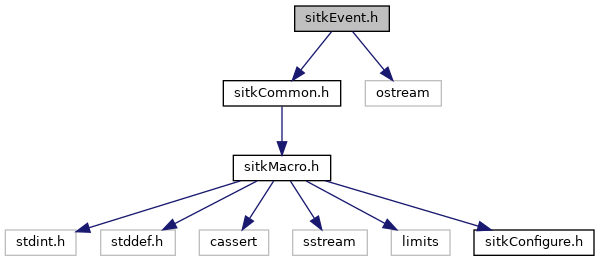 sitkEvent.h
sitkCommon.h
ostream
sitkMacro.h
stdint.h
stddef.h
cassert
sstream
limits
sitkConfigure.h